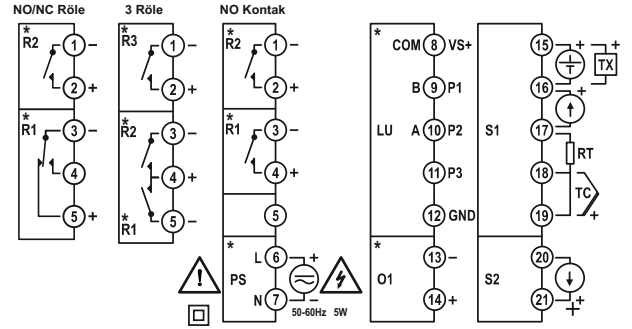 NO/NC Röle
*
R2
1 –
2 +
*
R1
3 –
4
5 +
3 Röle
*
R3
1 –
2 +
*
R2
3 –
4 +
5 –
*
R1
NO Kontak
*
R2
1 –
2 +
*
R1
3 –
4 +
5
*
PS
L 6 +
N 7 –
50-60Hz 5W
*
LU
COM 8 VS+
B 9 P1
A 10 P2
11 P3
12 GND
*
O1
13 –
14 +
S1
15 +
16
17
18
19
TX +
+
RT
TC
+
S2
20
21 +